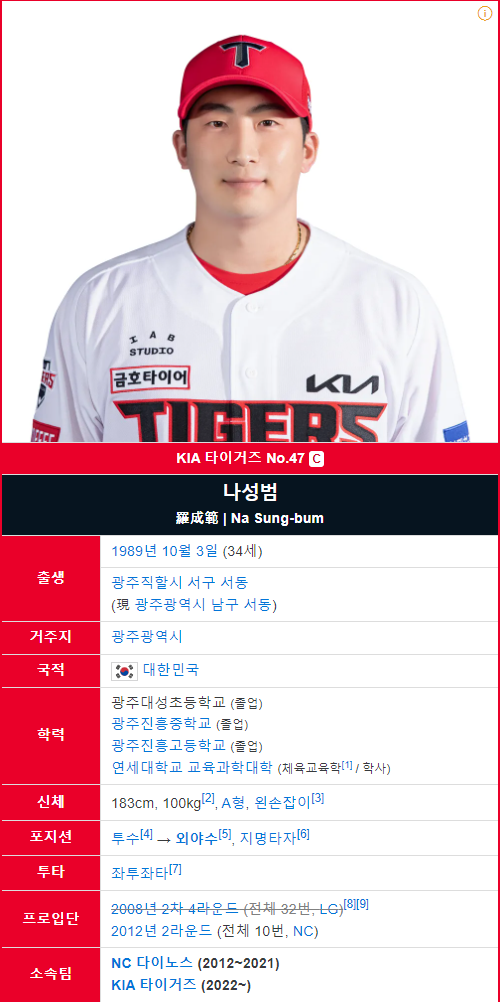 T
I A B
STUDIO
금호타이어
KIA
TIGERS
KIA 타이거즈 No.47 C
나성범
羅成範 | Na Sung-bum
출생
1989년 10월 3일 (34세)
광주직할시 서구 서동
(現 광주광역시 남구 서동)
거주지
광주광역시
국적
대한민국
학력
광주대성초등학교 (졸업)
광주진흥중학교 (졸업)
광주진흥고등학교 (졸업)
연세대학교 교육과학대학 (체육교육학[1] / 학사)
신체
183cm, 100kg[2], A형, 왼손잡이[3]
포지션
투수[4] → 외야수[5], 지명타자[6]
투타
좌투좌타[7]
프로입단
2008년 2차 4라운드 (전체 32번, LG)[8][9]
2012년 2라운드 (전체 10번, NC)
소속팀
NC 다이노스 (2012~2021)
KIA 타이거즈 (2022~)